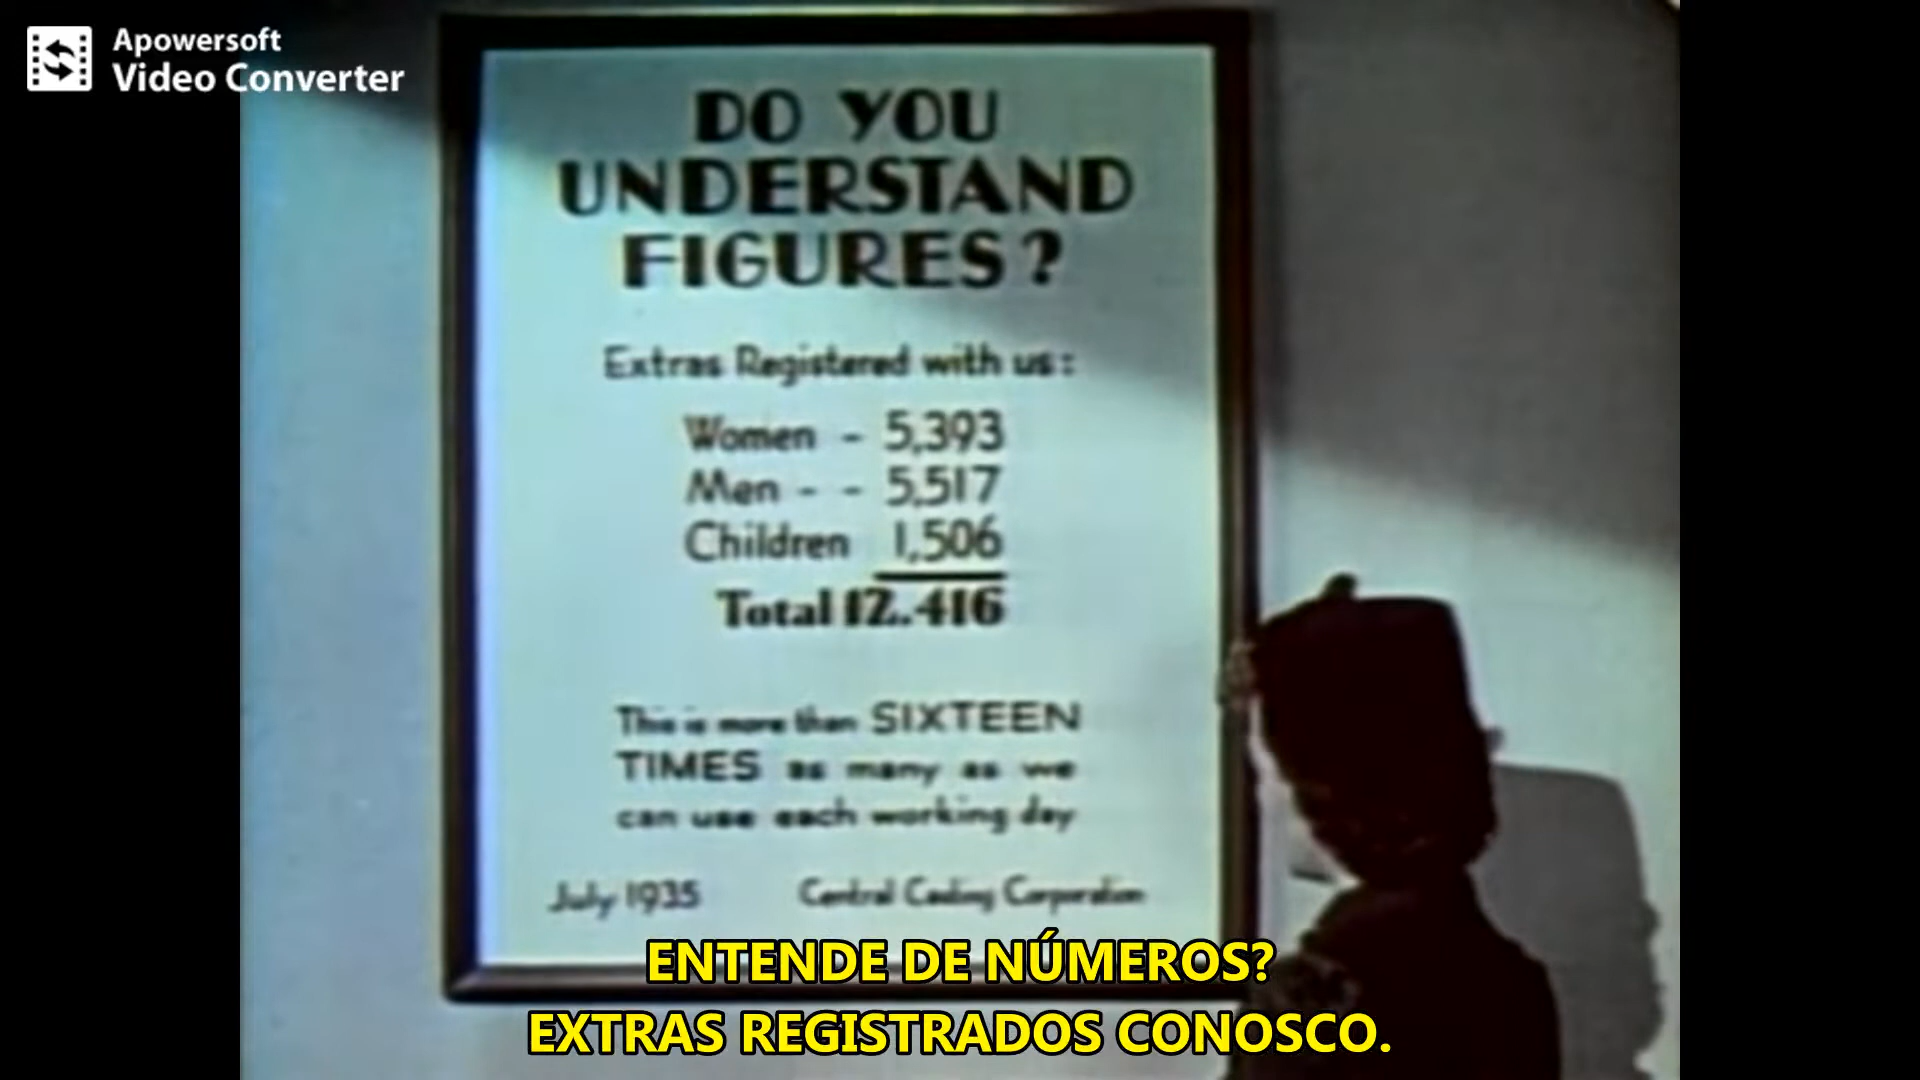 Apowersoft
Video Converter
DO YOU
UNDERSTAND
FIGURES?
Extras Registered with us:
Women - 5,393
Men - - 5,517
Children 1,506
Total 12.416
This is more than SIXTEEN
TIMES as many as we
can use each working day
July 1935 Central Casting Corporation
ENTENDE DE NÚMEROS?
EXTRAS REGISTRADOS CONOSCO.